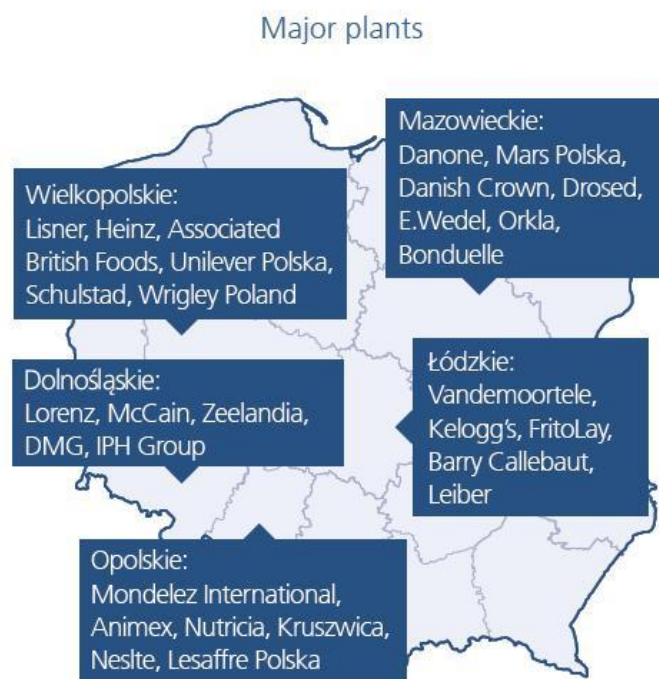 Major plants
Mazowieckie:
Danone, Mars Polska,
Danish Crown, Drosed,
E.Wedel, Orkla,
Bonduelle
Wielkopolskie:
Lisner, Heinz, Associated
British Foods, Unilever Polska,
Schulstad, Wrigley Poland
Łódzkie:
Vandemoortele,
Kelogg's, FritoLay,
Barry Callebaut,
Leiber
Dolnośląskie:
Lorenz, McCain, Zeelandia,
DMG, IPH Group
Opolskie:
Mondelez International,
Animex, Nutricia, Kruszwica,
Neslte, Lesaffre Polska